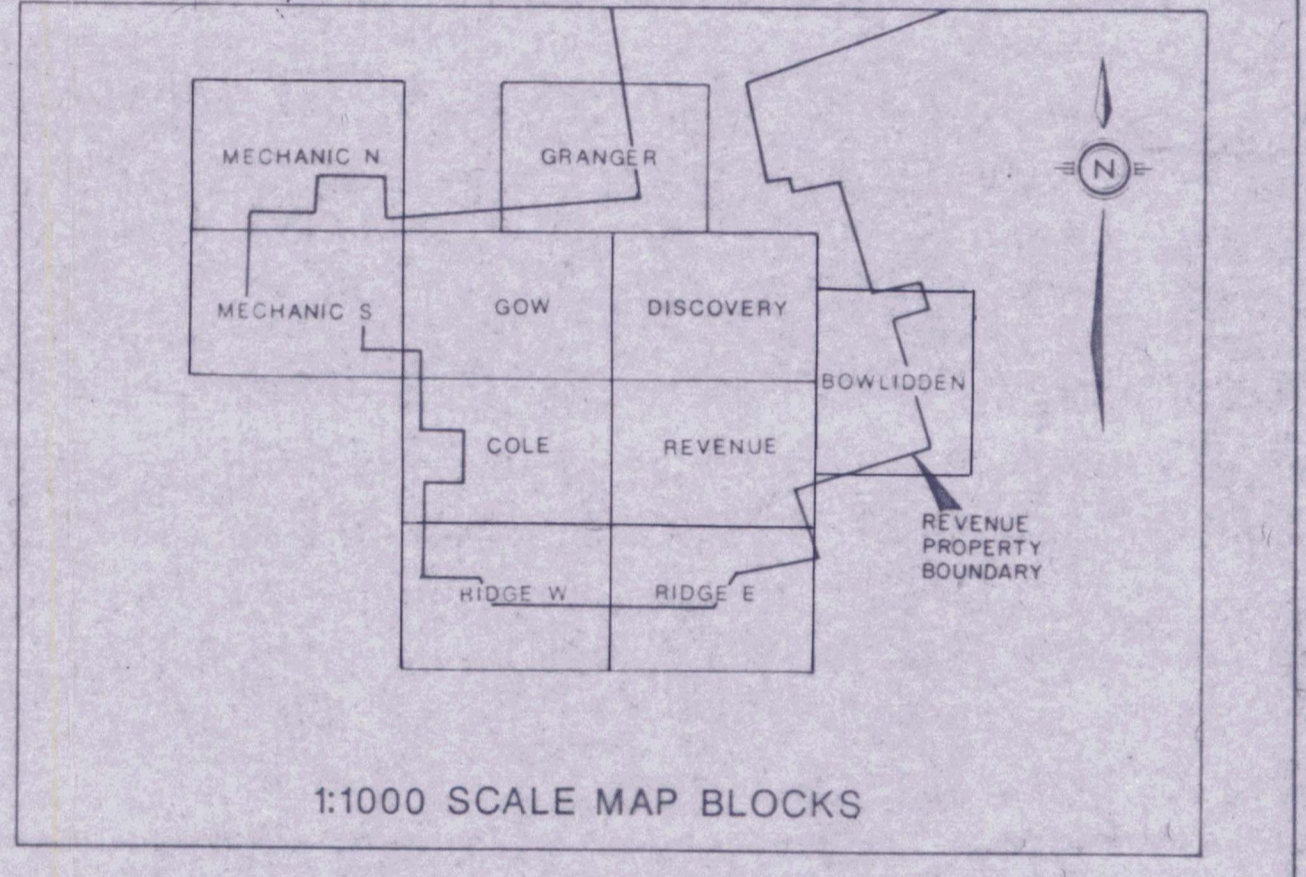 MECHANIC N
GRANGER
N
MECHANIC S
GOW
DISCOVERY
BOWLIDDEN
COLE
REVENUE
REVENUE
PROPERTY
BOUNDARY
RIDGE W
RIDGE E
1:1000 SCALE MAP BLOCKS